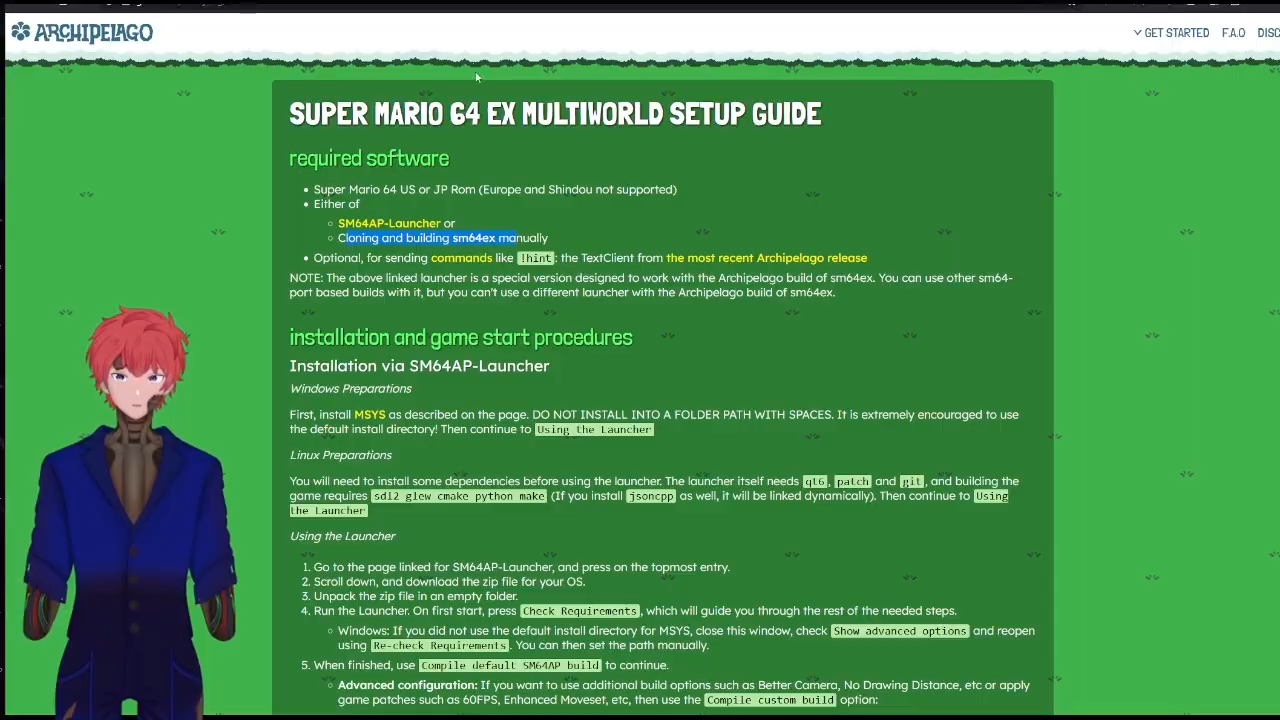 ARCHIPELAGO
GET STARTED F.A.Q DISC
SUPER MARIO 64 EX MULTIWORLD SETUP GUIDE
required software
Super Mario 64 US or JP Rom (Europe and Shindou not supported)
Either of
SM64AP-Launcher or
Cloning and building sm64ex manually
Optional, for sending commands like !hint: the TextClient from the most recent Archipelago release
NOTE: The above linked launcher is a special version designed to work with the Archipelago build of sm64ex. You can use other sm64-
port based builds with it, but you can't use a different launcher with the Archipelago build of sm64ex.
installation and game start procedures
Installation via SM64AP-Launcher
Windows Preparations
First, install MSYS as described on the page. DO NOT INSTALL INTO A FOLDER PATH WITH SPACES. It is extremely encouraged to use
the default install directory! Then continue to Using the Launcher
Linux Preparations
You will need to install some dependencies before using the launcher. The launcher itself needs qt6, patch and git, and building the
game requires sdl2 glew cmake python make (If you install jsoncpp as well, it will be linked dynamically). Then continue to Using
the Launcher
Using the Launcher
1. Go to the page linked for SM64AP-Launcher, and press on the topmost entry.
2. Scroll down, and download the zip file for your OS.
3. Unpack the zip file in an empty folder.
4. Run the Launcher. On first start, press Check Requirements, which will guide you through the rest of the needed steps.
Windows: If you did not use the default install directory for MSYS, close this window, check Show advanced options and reopen
using Re-check Requirements. You can then set the path manually.
5. When finished, use Compile default SM64AP build to continue.
Advanced configuration: If you want to use additional build options such as Better Camera, No Drawing Distance, etc or apply
game patches such as 60FPS, Enhanced Moveset, etc, then use the Compile custom build option: